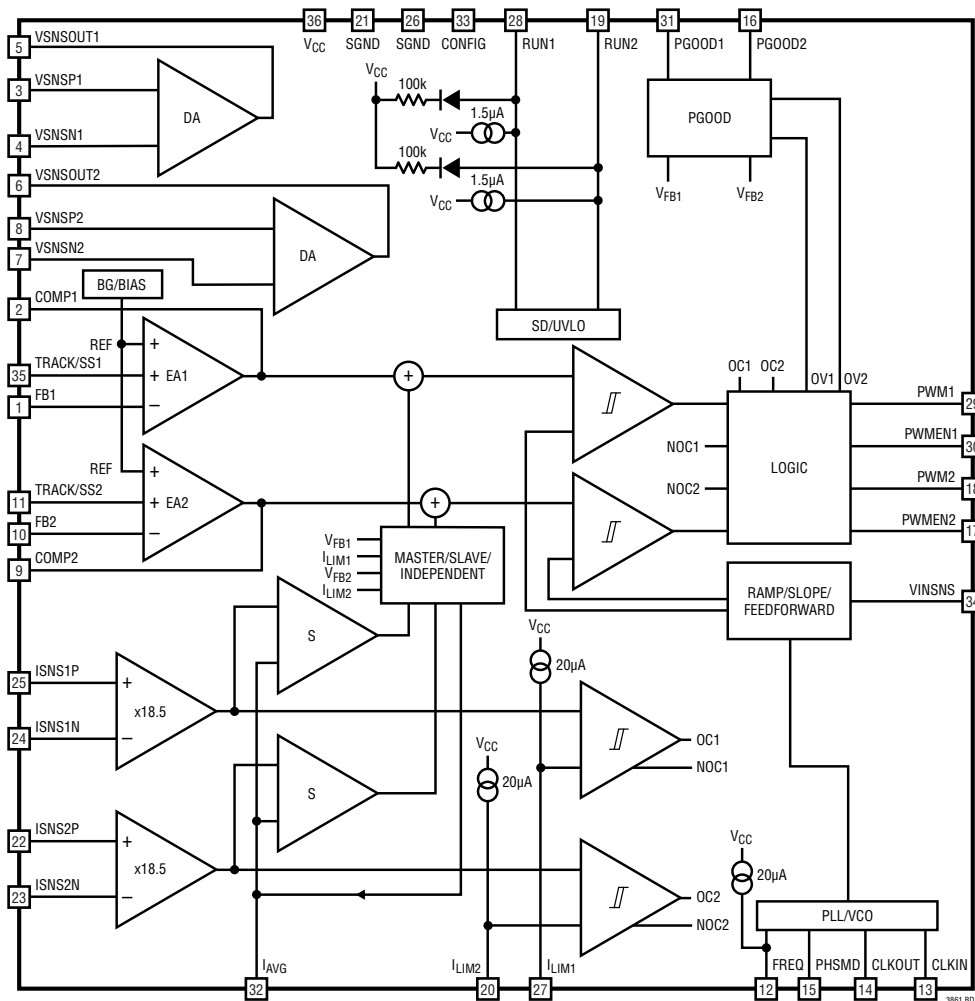 36 21 26 33 28 19 31 16
VCC SGND SGND CONFIG RUN1 RUN2 PGOOD1 PGOOD2
5 VSNSOUT1
3 VSNSP1
DA
4 VSNSN1
6 VSNSOUT2
8 VSNSP2
DA
7 VSNSN2
VCC
100k
1.5µA
VCC
100k
1.5µA
VCC
PGOOD
VFB1 VFB2
BG/BIAS
2 COMP1
SD/UVLO
REF +
35 TRACK/SS1
+ EA1
1 FB1
–
+
OC1 OC2 OV1 OV2
PWM1 29
NOC1
PWMEN1 30
LOGIC
NOC2
PWM2 18
PWMEN2 17
REF +
11 TRACK/SS2
+ EA2
10 FB2
–
9 COMP2
+
VFB1
ILIM1
VFB2
ILIM2
MASTER/SLAVE/
INDEPENDENT
RAMP/SLOPE/
FEEDFORWARD
VINSNS 34
S
VCC
20µA
25 ISNS1P
+
x18.5
24 ISNS1N
–
OC1
NOC1
S
VCC
20µA
22 ISNS2P
+
x18.5
23 ISNS2N
–
OC2
NOC2
VCC
20µA
PLL/VCO
IAVG ILIM2 ILIM1 FREQ PHSMD CLKOUT CLKIN
32 20 27 12 15 14 13
3861 BD